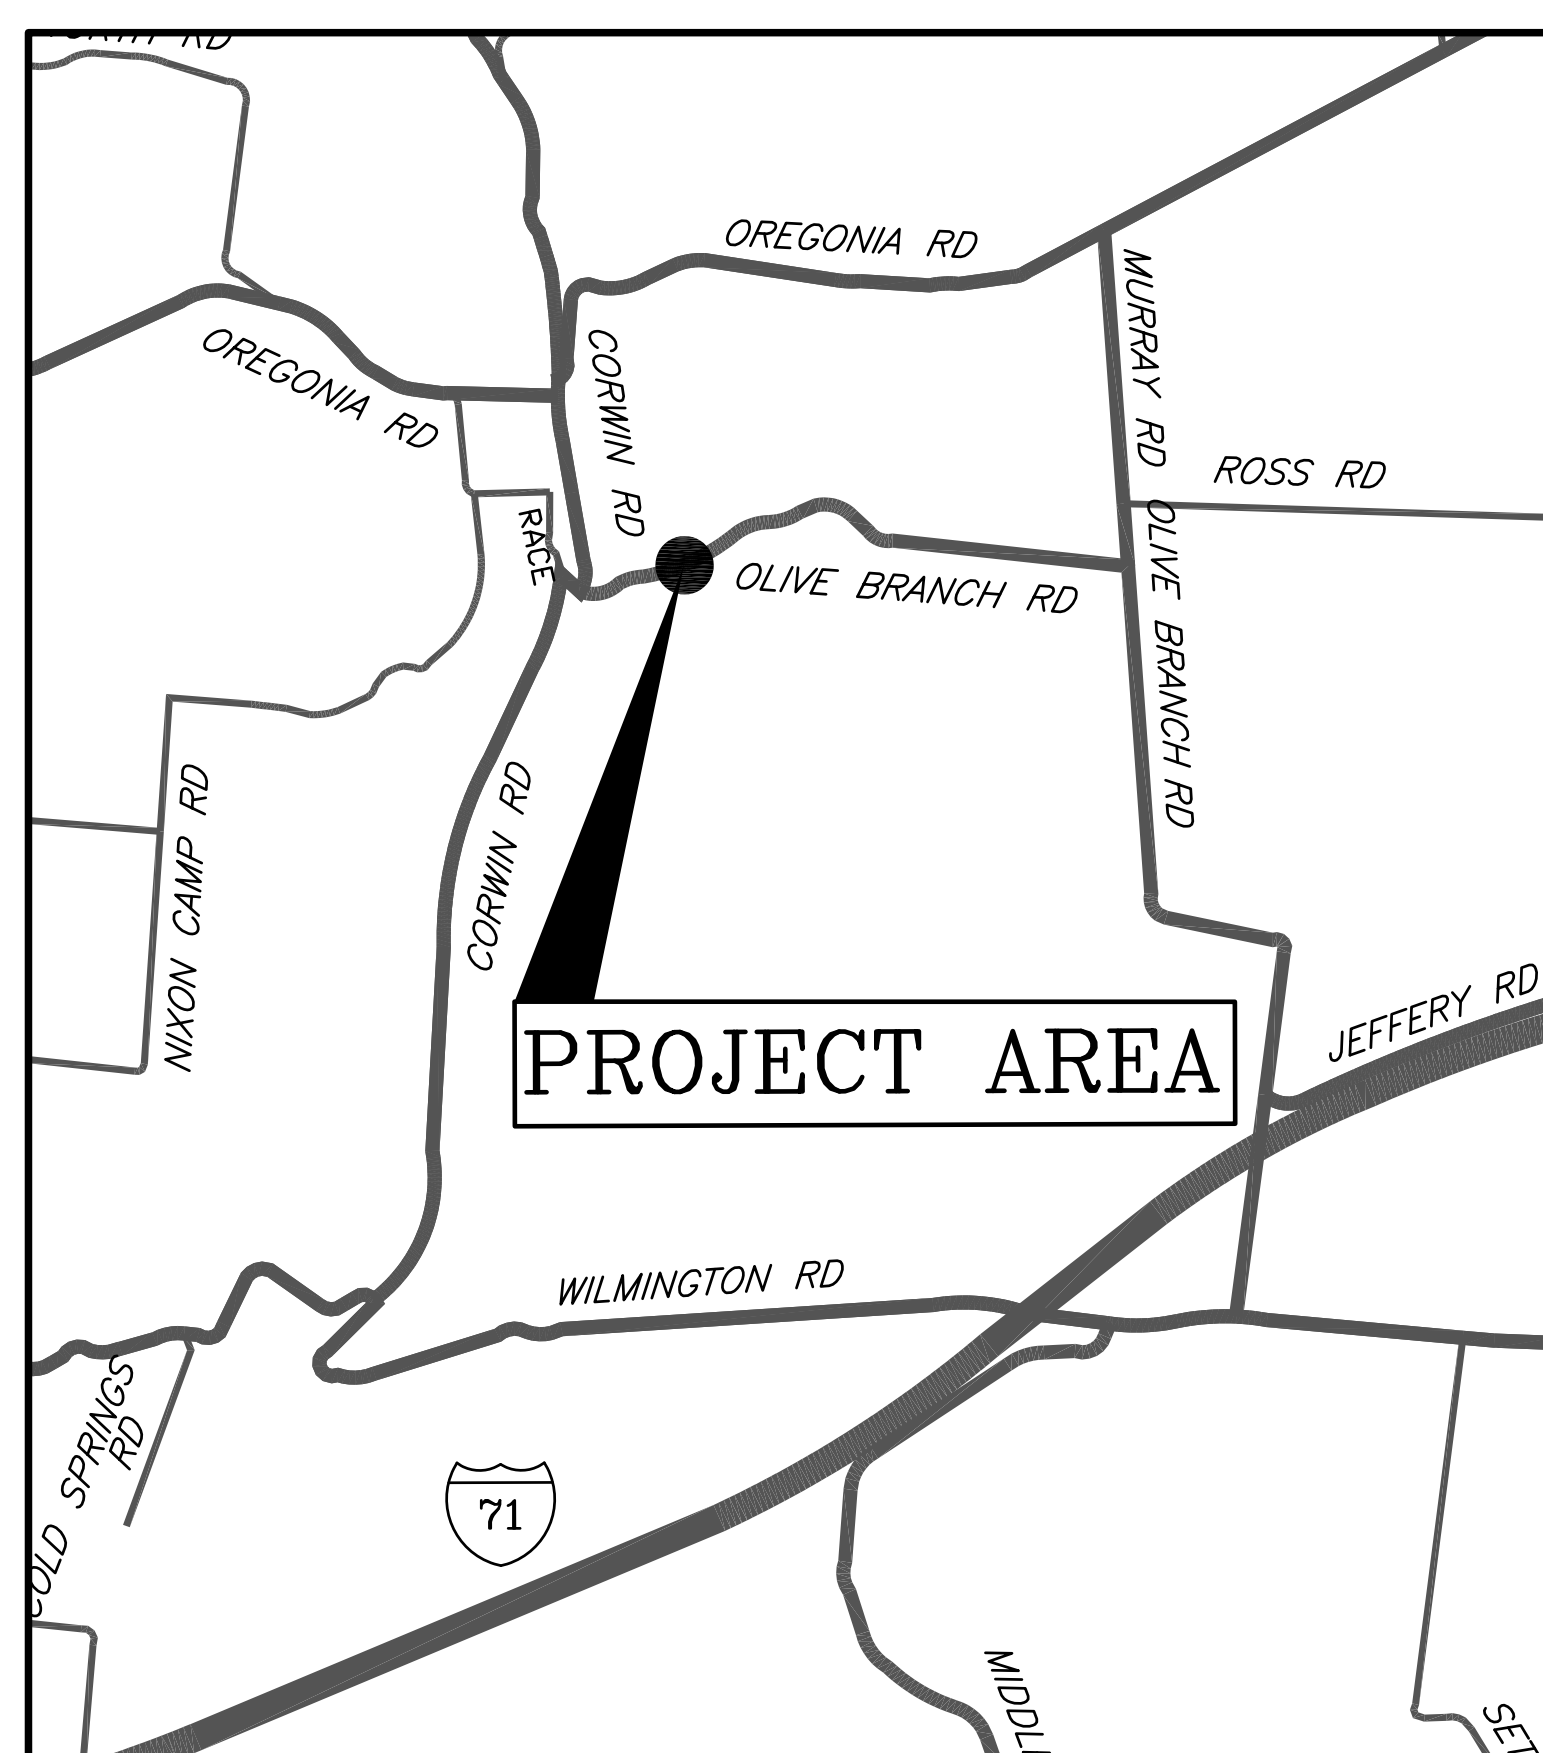 OREGONIA RD
MURRAY RD
OREGONIA RD
CORWIN RD
ROSS RD
RACE
OLIVE BRANCH RD
OLIVE BRANCH RD
NIXON CAMP RD
CORWIN RD
JEFFERY RD
PROJECT AREA
WILMINGTON RD
SPRINGS
RD
71